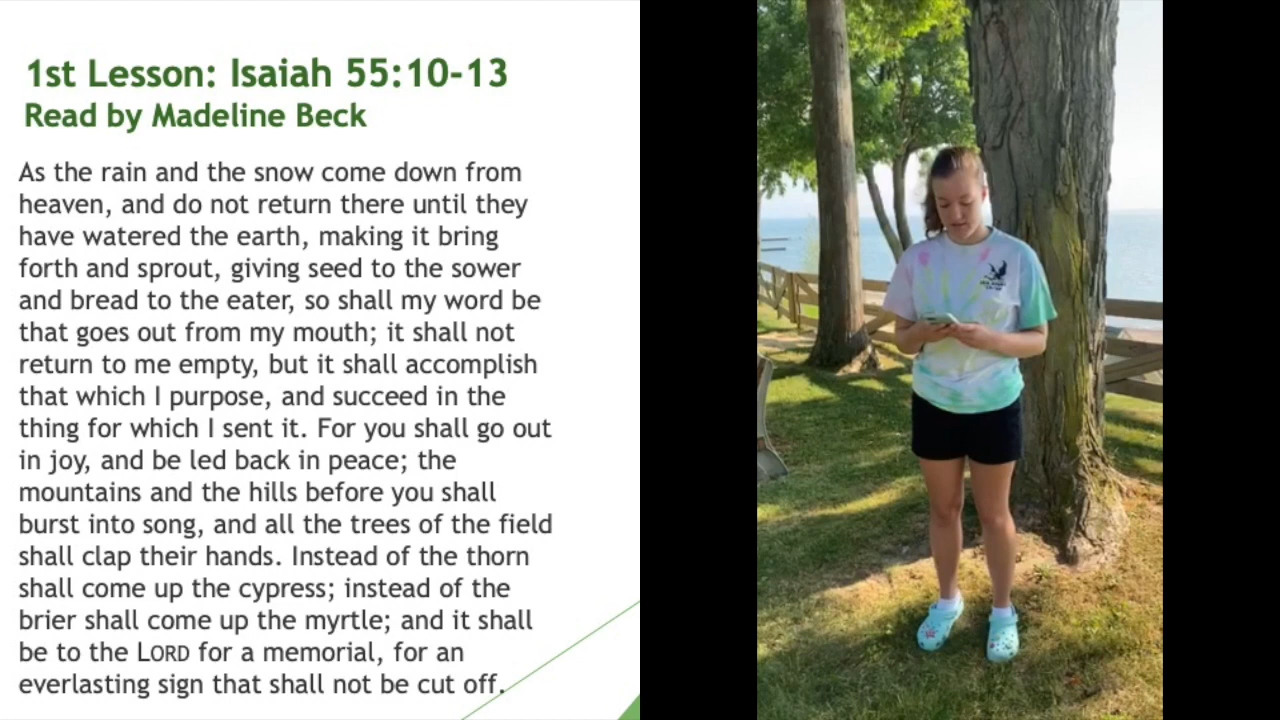 1st Lesson: Isaiah 55:10-13
Read by Madeline Beck
As the rain and the snow come down from
heaven, and do not return there until they
have watered the earth, making it bring
forth and sprout, giving seed to the sower
and bread to the eater, so shall my word be
that goes out from my mouth; it shall not
return to me empty, but it shall accomplish
that which I purpose, and succeed in the
thing for which I sent it. For you shall go out
in joy, and be led back in peace; the
mountains and the hills before you shall
burst into song, and all the trees of the field
shall clap their hands. Instead of the thorn
shall come up the cypress; instead of the
brier shall come up the myrtle; and it shall
be to the LORD for a memorial, for an
everlasting sign that shall not be cut off.